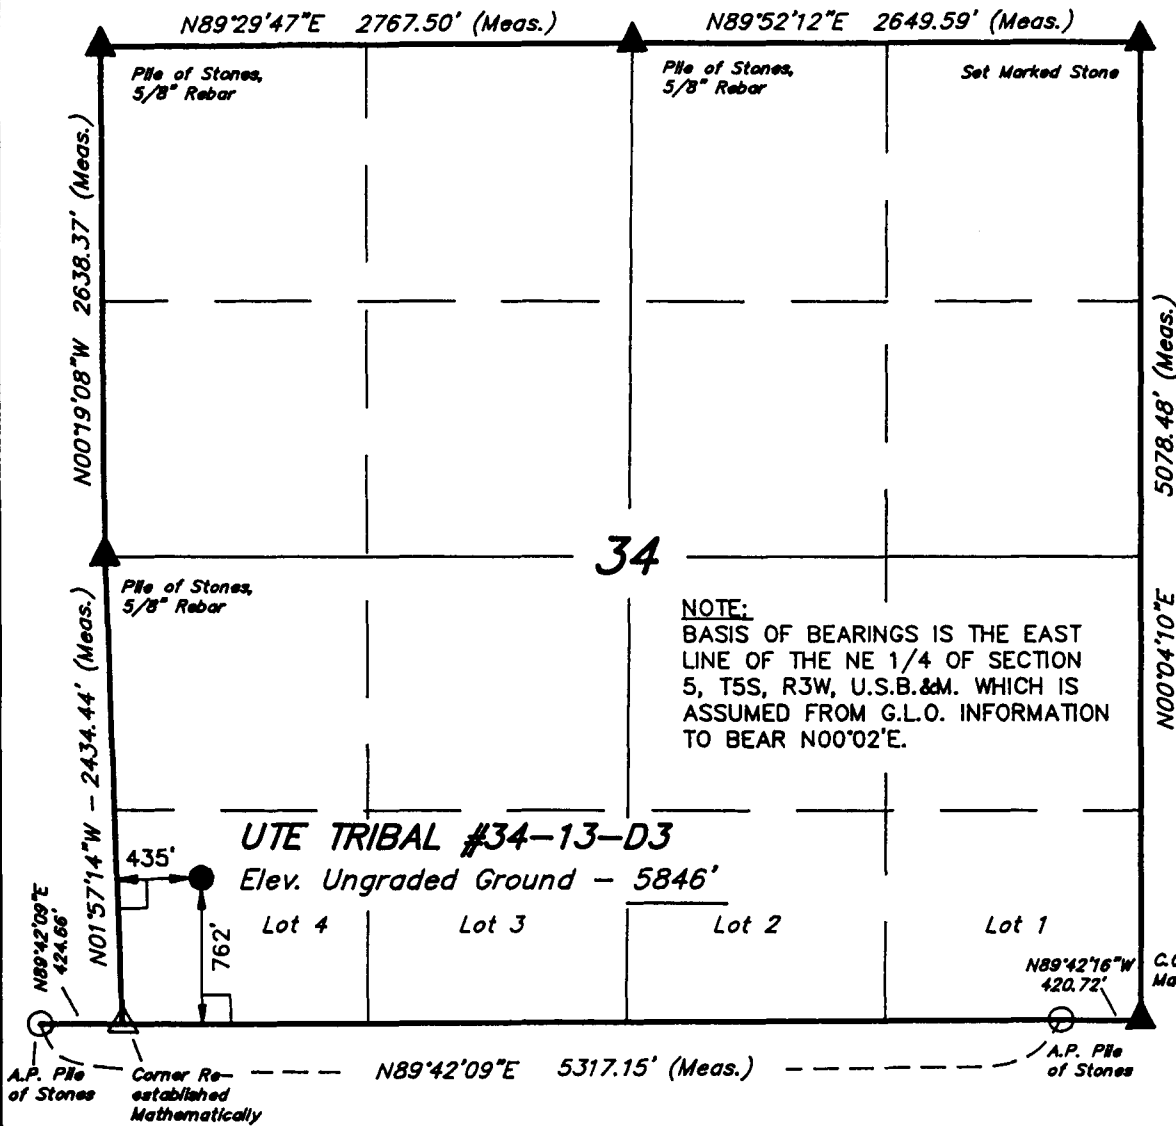 N89°29'47"E 2767.50' (Meas.)
N89°52'12"E 2649.59' (Meas.)
Pile of Stones,
5/8" Rebar
Pile of Stones,
5/8" Rebar
Set Marked Stone
N00°19'08"W 2638.37' (Meas.)
5078.48' (Meas.)
N00°04'10"E
34
Pile of Stones,
5/8" Rebar
NOTE:
BASIS OF BEARINGS IS THE EAST
LINE OF THE NE 1/4 OF SECTION
5, T5S, R3W, U.S.B.&M. WHICH IS
ASSUMED FROM G.L.O. INFORMATION
TO BEAR N00°02'E.
N01°57'14"W - 2434.44' (Meas.)
UTE TRIBAL #34-13-D3
435'
Elev. Ungraded Ground - 5846'
762'
Lot 4
Lot 3
Lot 2
Lot 1
N89°42'09"E
424.66'
N89°42'16"W
420.72'
A.P. Pile
of Stones
Corner Re-
established
Mathematically
N89°42'09"E 5317.15' (Meas.)
A.P. Pile
of Stones